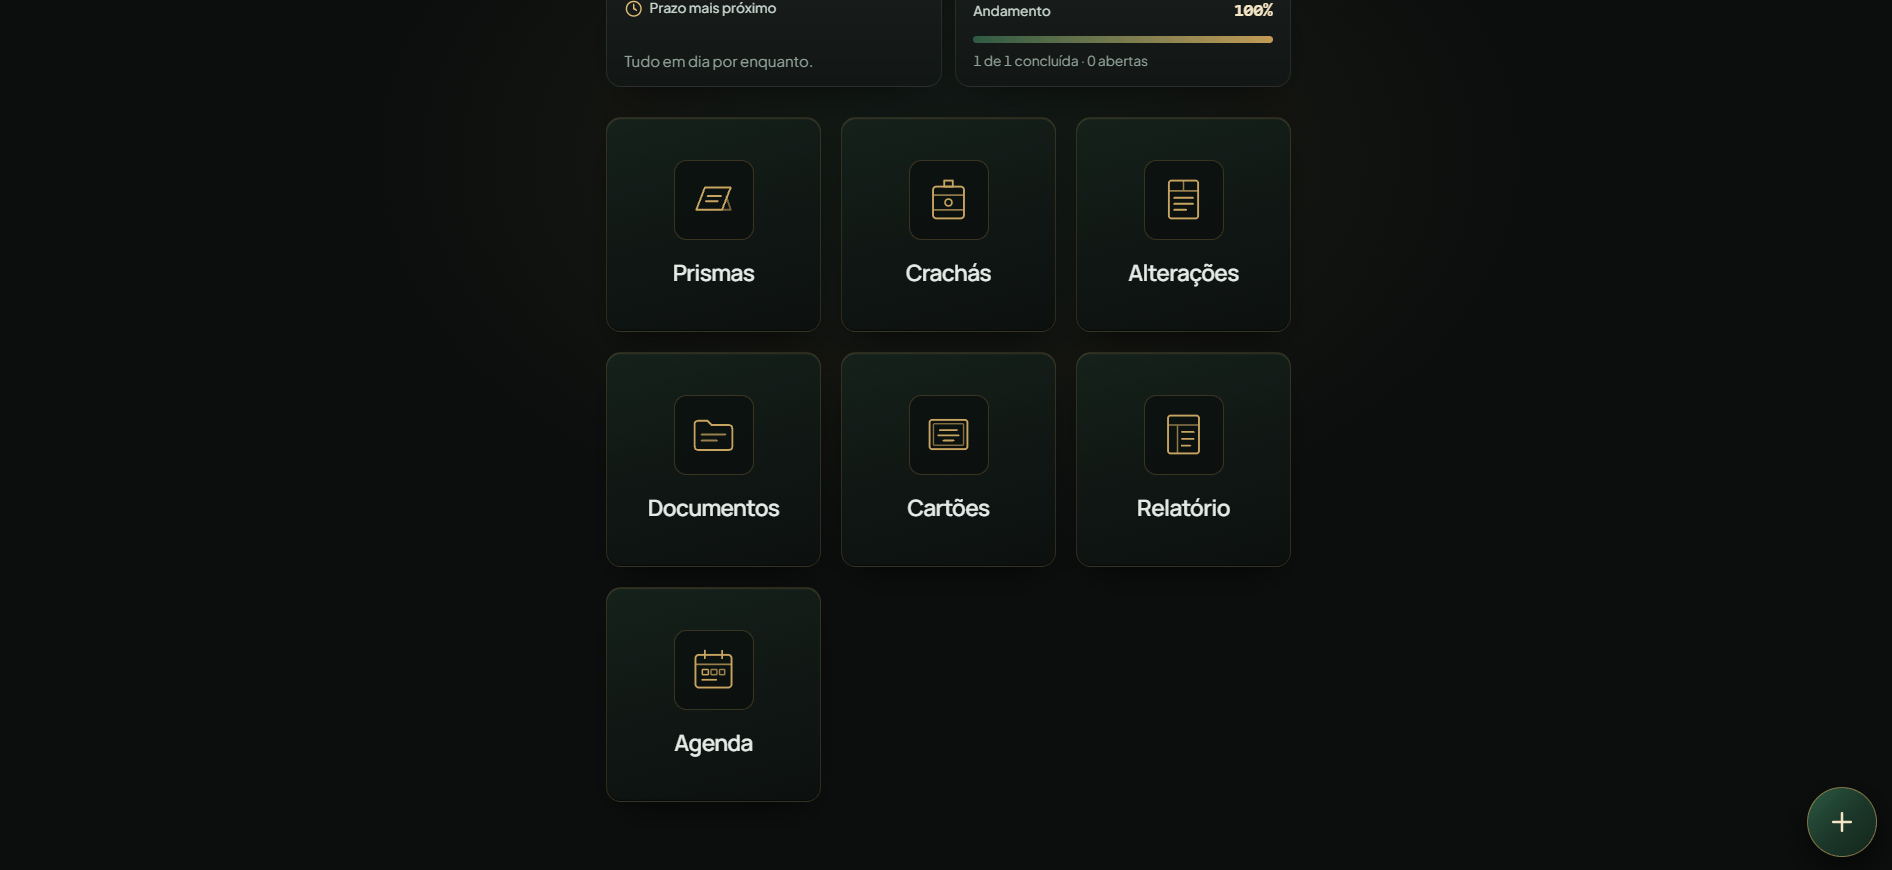 Prazo mais próximo
Tudo em dia por enquanto.
Andamento 100%
1 de 1 concluída · 0 abertas
Prismas
Crachás
Alterações
Documentos
Cartões
Relatório
Agenda